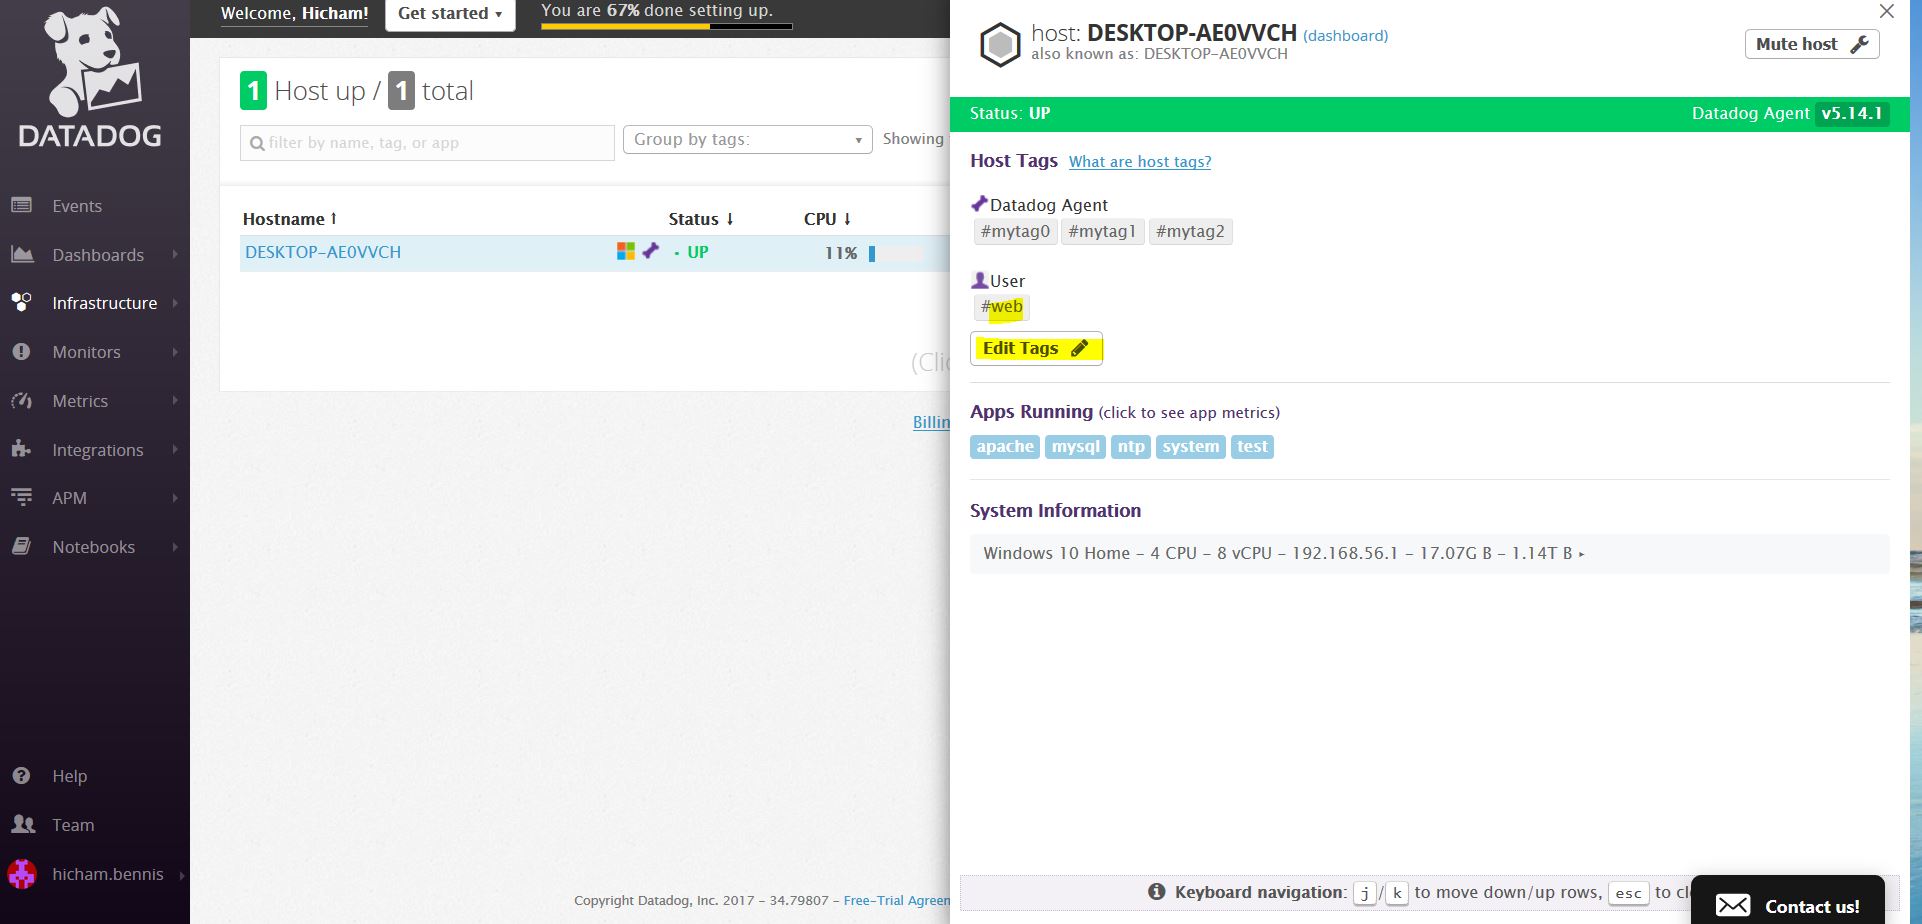 DATADOG
Events
Dashboards
Infrastructure
Monitors
Metrics
Integrations
APM
Notebooks
Help
Team
hicham.bennis
Welcome, Hicham!
Get started
You are 67% done setting up.
1 Host up / 1 total
filter by name, tag, or app
Group by tags:
Showing
Hostname ↑ Status ↓ CPU ↓
DESKTOP-AE0VVCH UP 11%
(Clic
Billin
Copyright Datadog, Inc. 2017 - 34.79807 - Free-Trial Agreen
host: DESKTOP-AE0VVCH (dashboard)
also known as: DESKTOP-AE0VVCH
Mute host
Status: UP
Datadog Agent v5.14.1
Host Tags What are host tags?
Datadog Agent
#mytag0 #mytag1 #mytag2
User
#web
Edit Tags
Apps Running (click to see app metrics)
apache mysql ntp system test
System Information
Windows 10 Home - 4 CPU - 8 vCPU - 192.168.56.1 - 17.07G B - 1.14T B
Keyboard navigation: j / k to move down/up rows, esc to cl
Contact us!